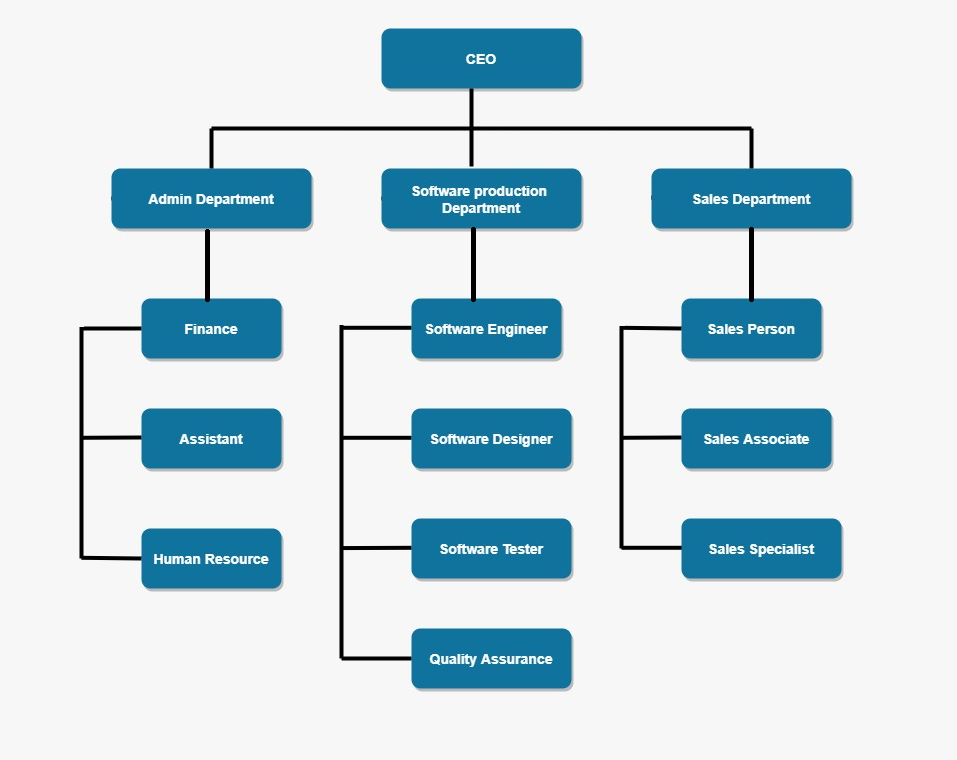 CEO
Admin Department
Software production
Department
Sales Department
Finance
Software Engineer
Sales Person
Assistant
Software Designer
Sales Associate
Human Resource
Software Tester
Sales Specialist
Quality Assurance